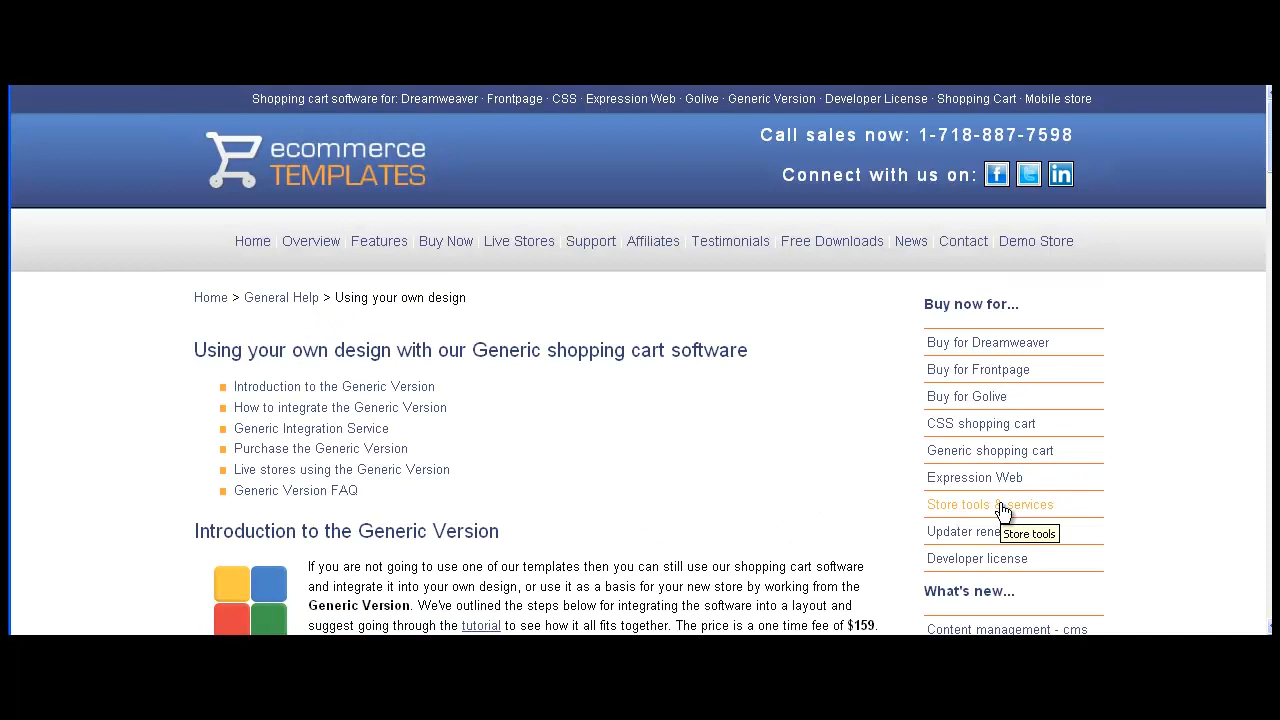 Shopping cart software for: Dreamweaver · Frontpage · CSS · Expression Web · Golive · Generic Version · Developer License · Shopping Cart · Mobile store
ecommerce
TEMPLATES
Call sales now: 1-718-887-7598
Connect with us on:
Home Overview Features Buy Now Live Stores Support Affiliates Testimonials Free Downloads News Contact Demo Store
Home > General Help > Using your own design
Using your own design with our Generic shopping cart software
Introduction to the Generic Version
How to integrate the Generic Version
Generic Integration Service
Purchase the Generic Version
Live stores using the Generic Version
Generic Version FAQ
Introduction to the Generic Version
If you are not going to use one of our templates then you can still use our shopping cart software
and integrate it into your own design, or use it as a basis for your new store by working from the
Generic Version. We've outlined the steps below for integrating the software into a layout and
suggest going through the tutorial to see how it all fits together. The price is a one time fee of $159.
Buy now for...
Buy for Dreamweaver
Buy for Frontpage
Buy for Golive
CSS shopping cart
Generic shopping cart
Expression Web
Store tools & services
Updater
Store tools
Developer license
What's new...
Content management - cms